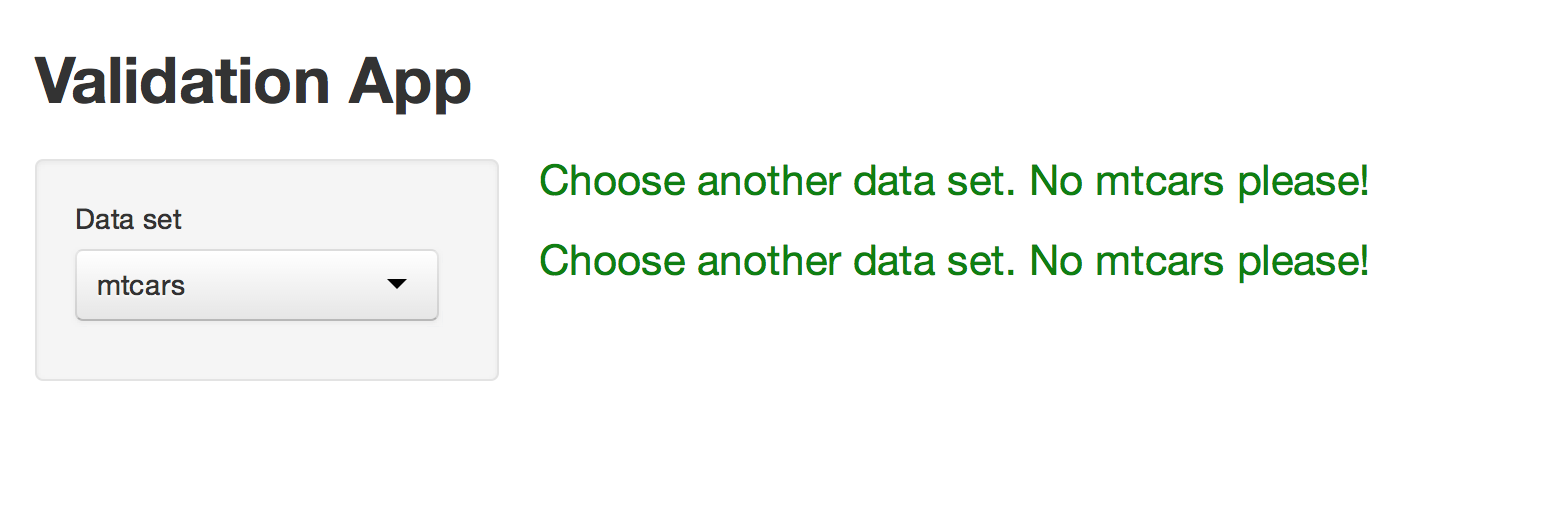 Validation App
Data set
mtcars
Choose another data set. No mtcars please!
Choose another data set. No mtcars please!